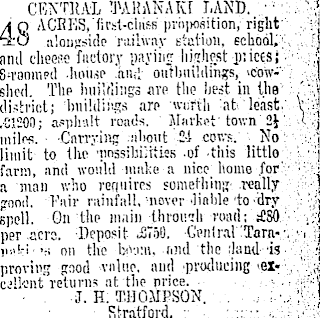 CENTRAL TARANAKI LAND.
48 ACRES, first-class proposition, right
alongside railway station, school,
and cheese factory paying highest prices;
8-roomed house and outbuildings, cow-
shed. The buildings are the best in the
district; buildings are worth at least
£1200; asphalt roads. Market town 2½
miles. Carrying about 24 cows. No
limit to the possibilities of this little
farm, and would make a nice home for
a man who requires something really
good. Fair rainfall, never liable to dry
spell. On the main through road; £80
per acre. Deposit £750. Central Tara-
naki is on the boom, and the land is
proving good value, and producing ex-
cellent returns at the price.
J. H. THOMPSON,
Stratford.